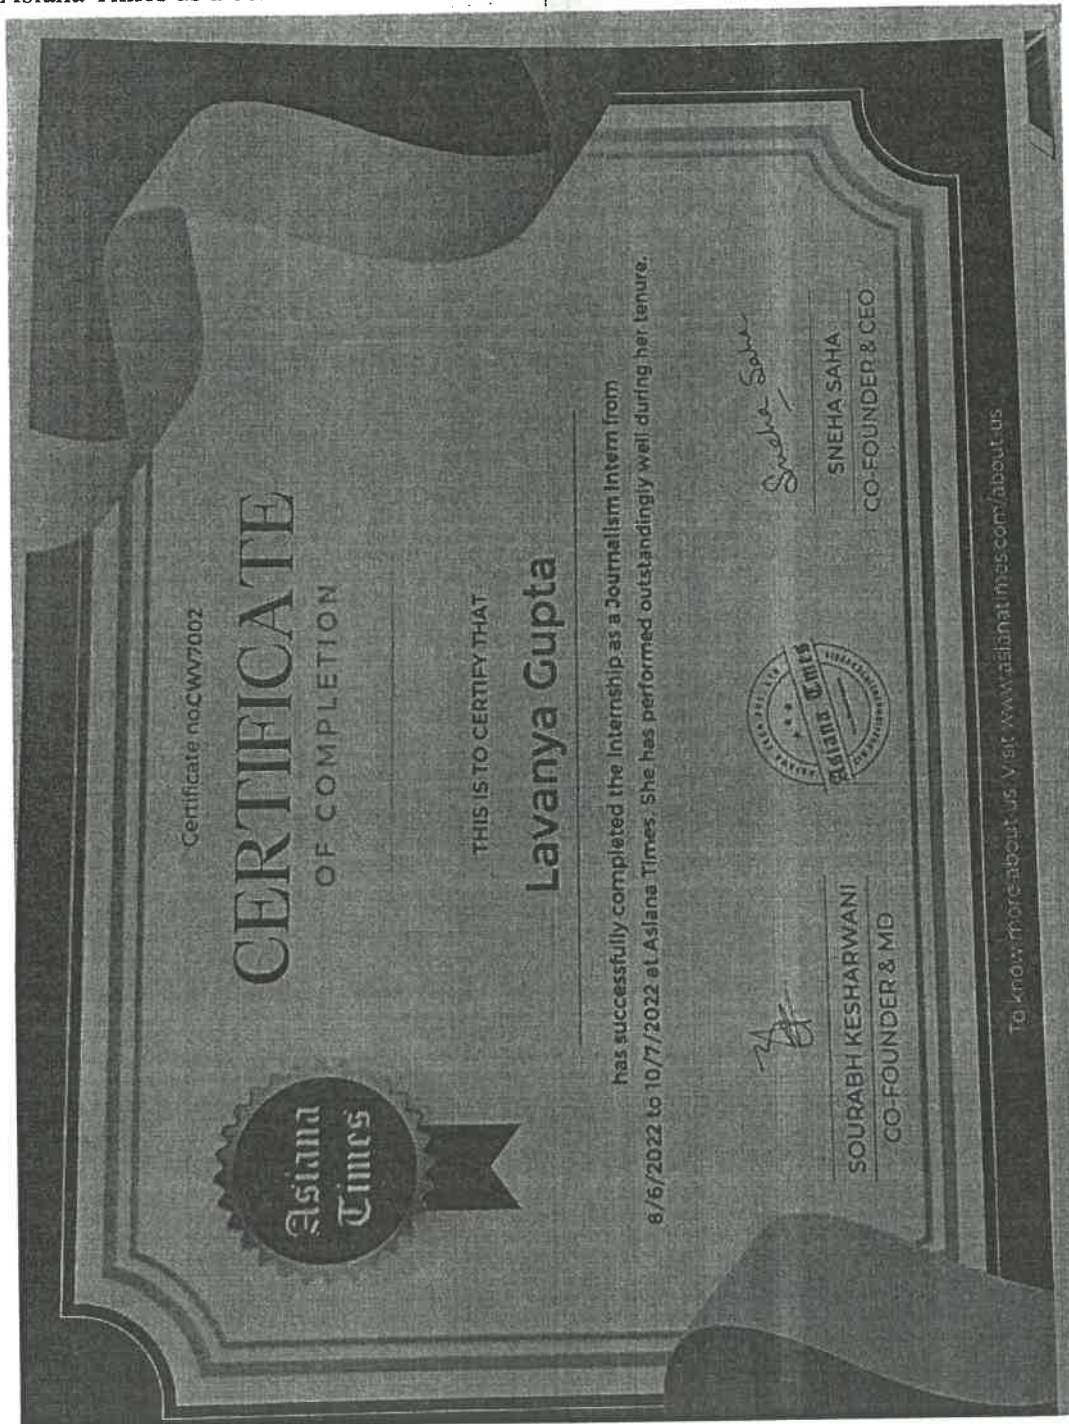 Certificate no:CWV7002
CERTIFICATE
OF COMPLETION
THIS IS TO CERTIFY THAT
Lavanya Gupta
has successfully completed the Internship as a Journalism Intern from
8/6/2022 to 10/7/2022 at Asiana Times. She has performed outstandingly well during her tenure.
Asiana
Times
Sneha Saha
SOURABH KESHARWANI
CO-FOUNDER & MD
Asiana Times
SNEHA SAHA
CO-FOUNDER & CEO
To know more about us Visit www.asianatimes.com/about us